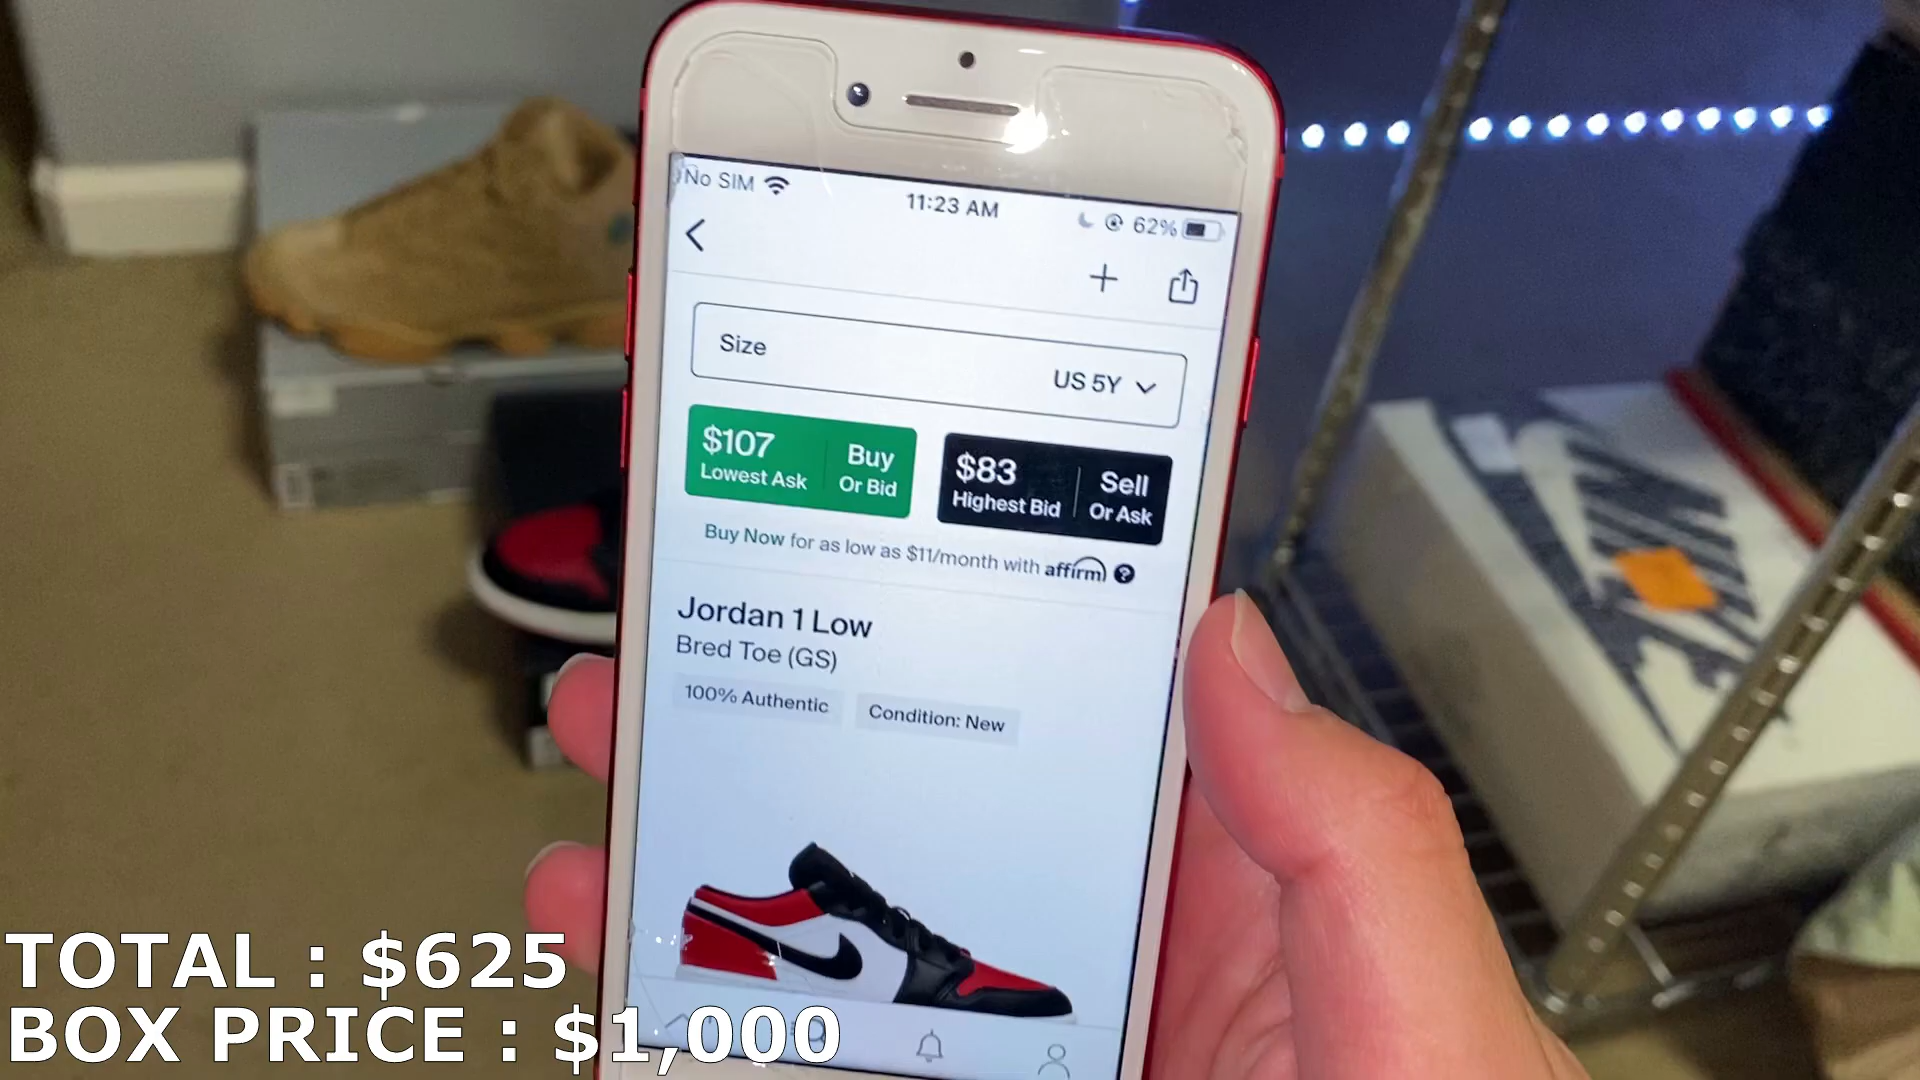 No SIM
11:23 AM
62%
Size
US 5Y
$107
Lowest Ask
Buy
Or Bid
$83
Highest Bid
Sell
Or Ask
Buy Now for as low as $11/month with affirm ?
Jordan 1 Low
Bred Toe (GS)
100% Authentic
Condition: New
TOTAL : $625
BOX PRICE : $1,000